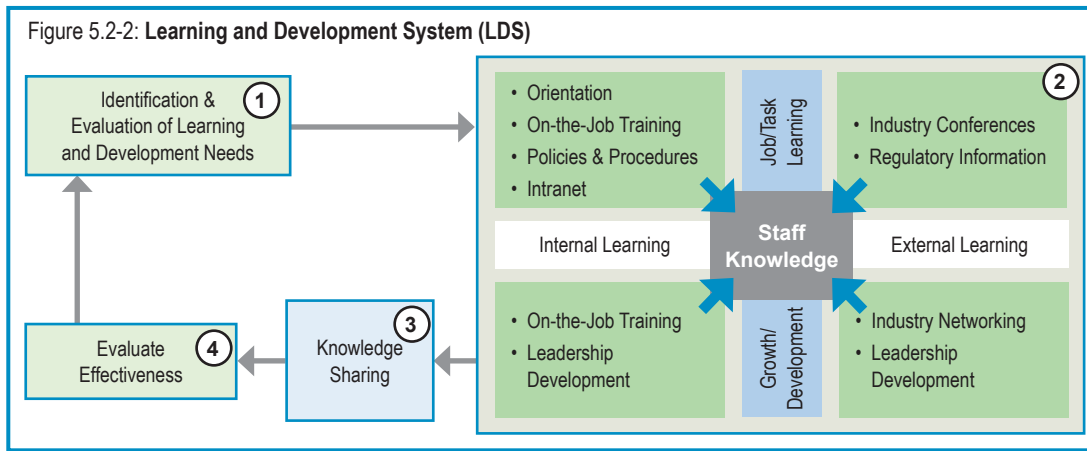 Figure 5.2-2: Learning and Development System (LDS)
1
Identification &
Evaluation of Learning
and Development Needs
2
• Orientation
• On-the-Job Training
• Policies & Procedures
• Intranet
Job/Task
Learning
• Industry Conferences
• Regulatory Information
Internal Learning
Staff
Knowledge
External Learning
• On-the-Job Training
• Leadership
Development
Growth/
Development
• Industry Networking
• Leadership
Development
3
Knowledge
Sharing
4
Evaluate
Effectiveness